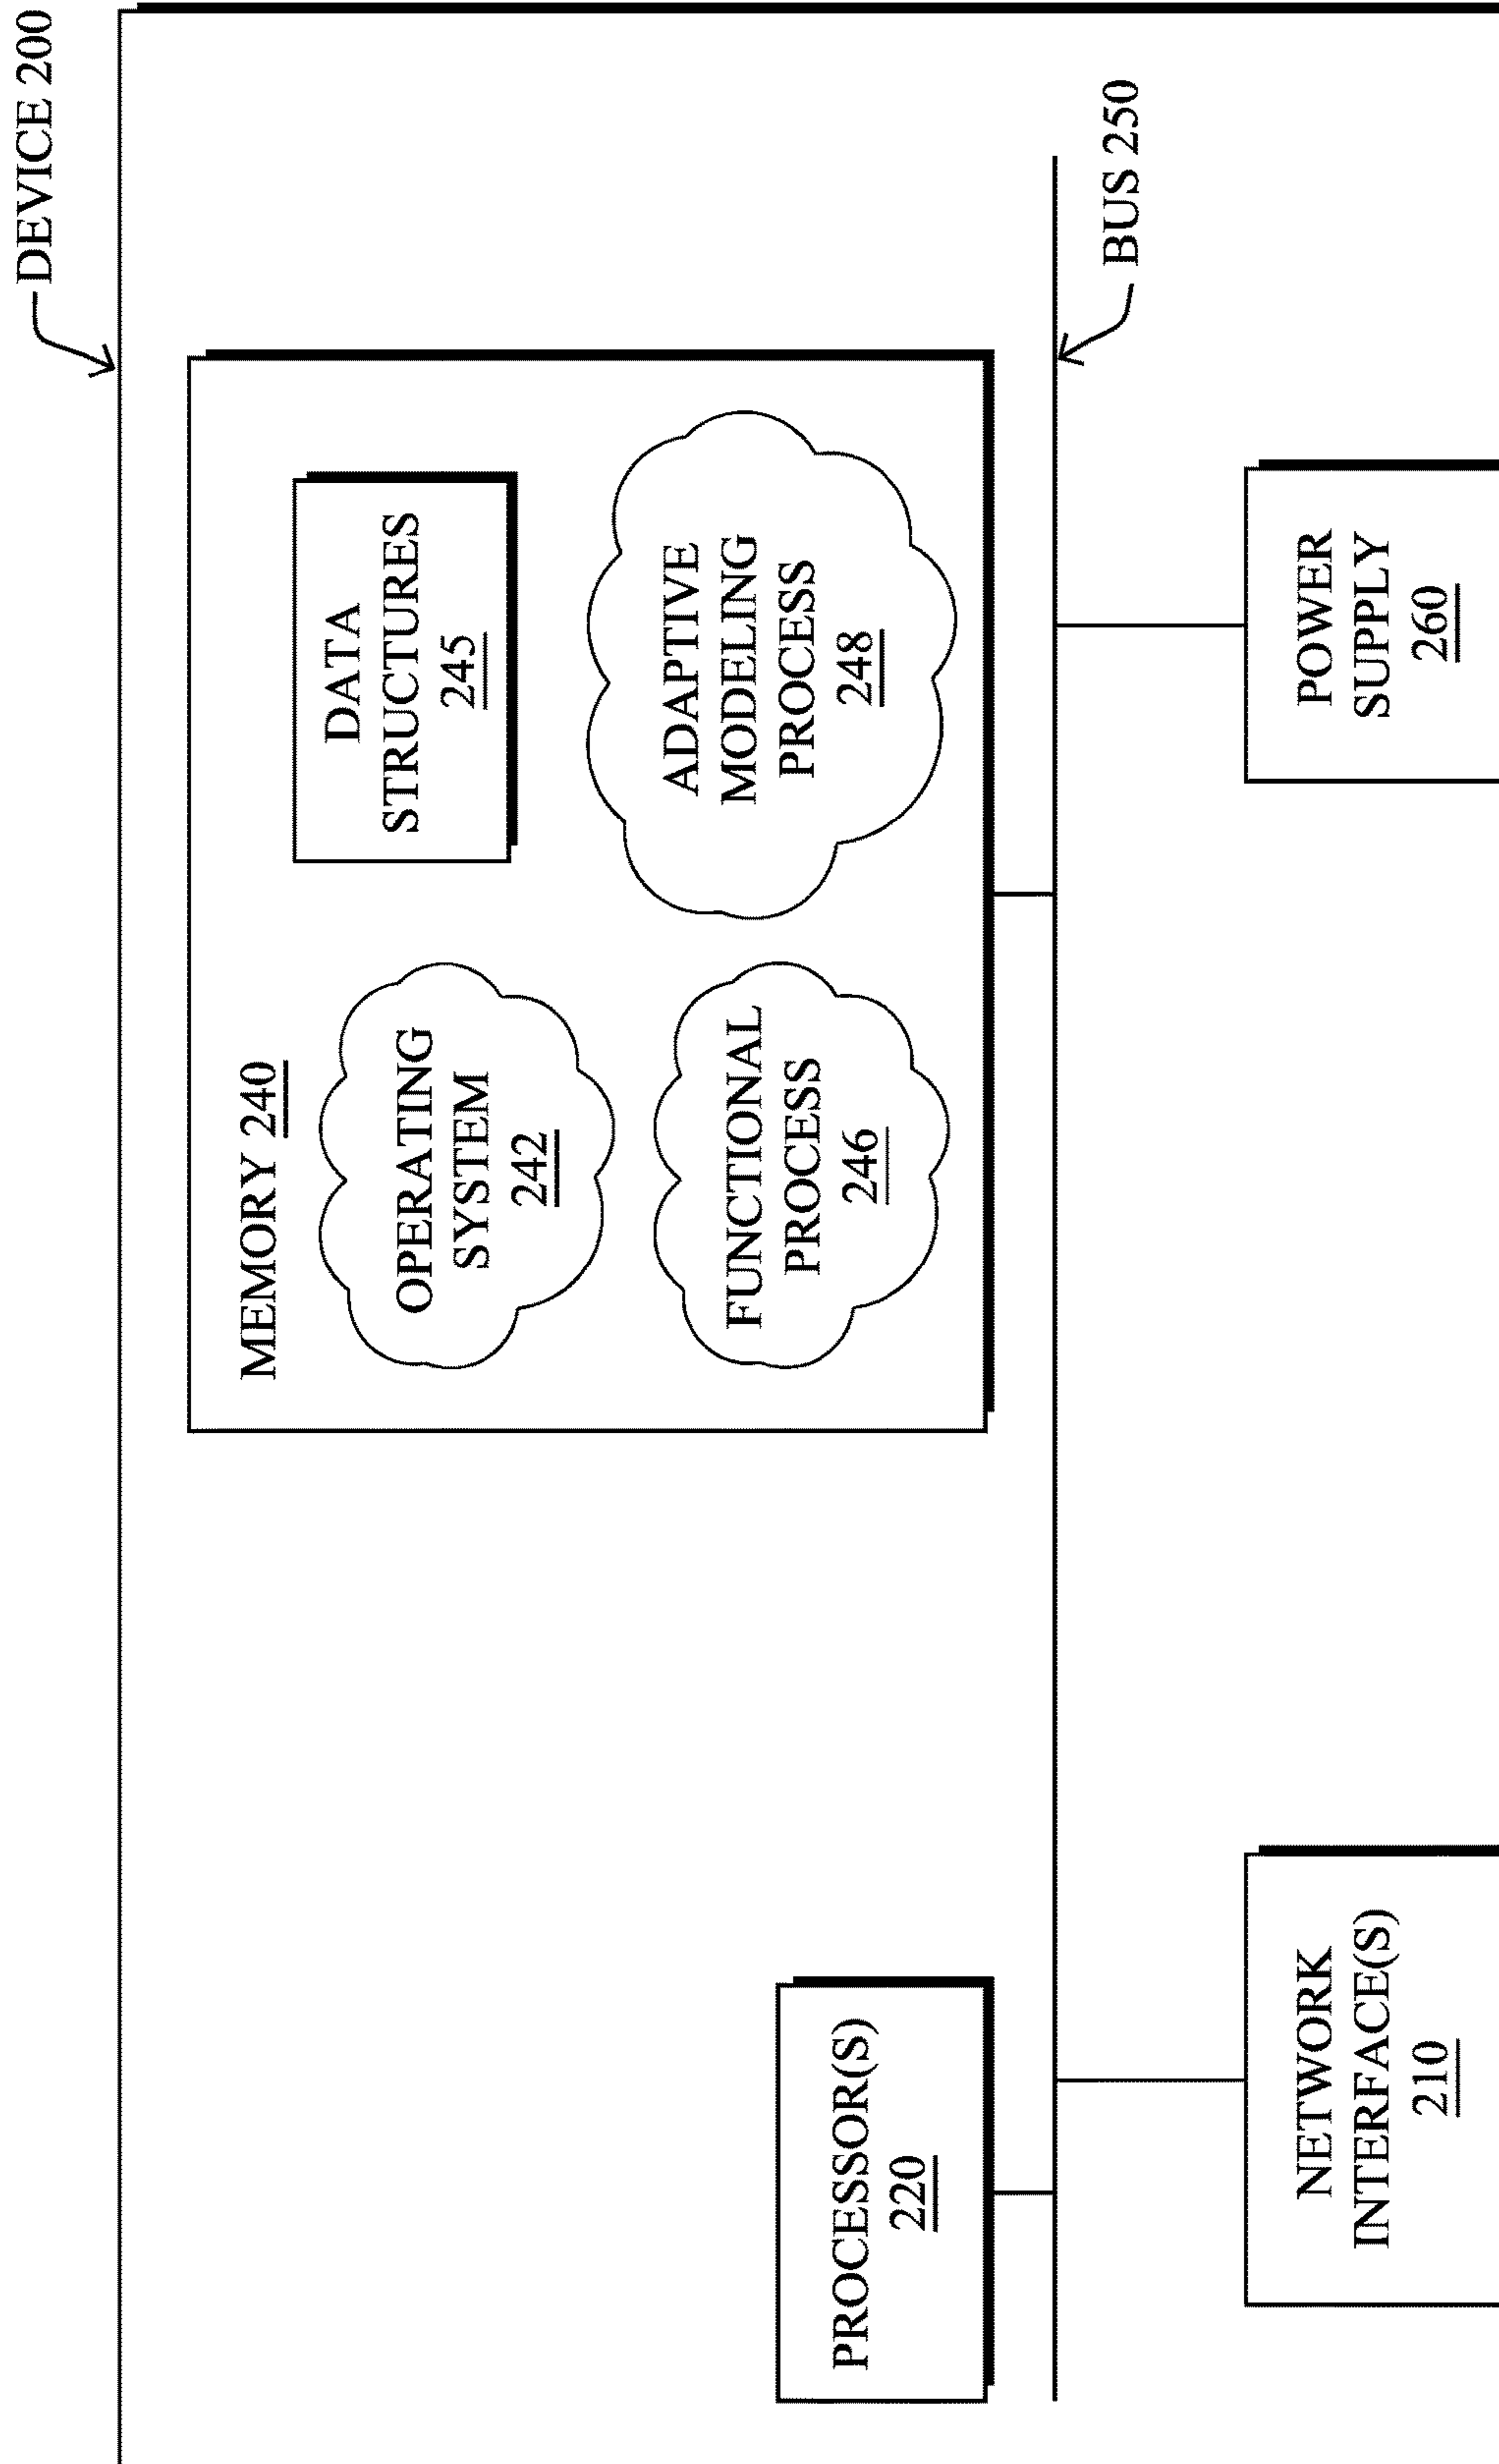 DEVICE 200
MEMORY 240
OPERATING
SYSTEM
242
DATA
STRUCTURES
245
FUNCTIONAL
PROCESS
246
ADAPTIVE
MODELING
PROCESS
248
PROCESSOR(S)
220
BUS 250
NETWORK
INTERFACE(S)
210
POWER
SUPPLY
260